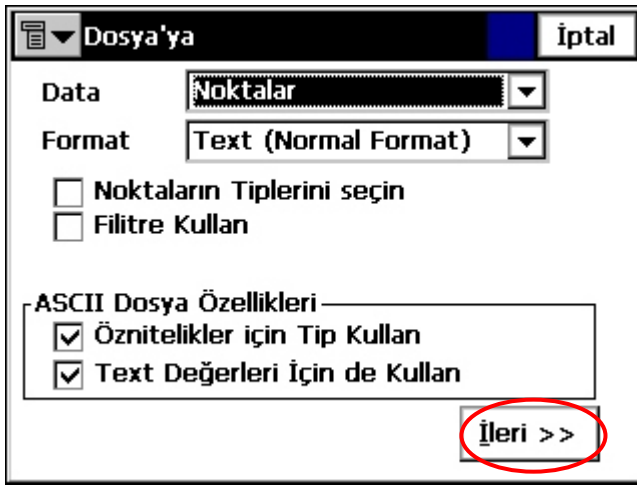 Dosya'ya İptal
Data Noktalar
Format Text (Normal Format)
Noktaların Tiplerini seçin
Filitre Kullan
ASCII Dosya Özellikleri
Öznitelikler için Tip Kullan
Text Değerleri İçin de Kullan
İleri >>